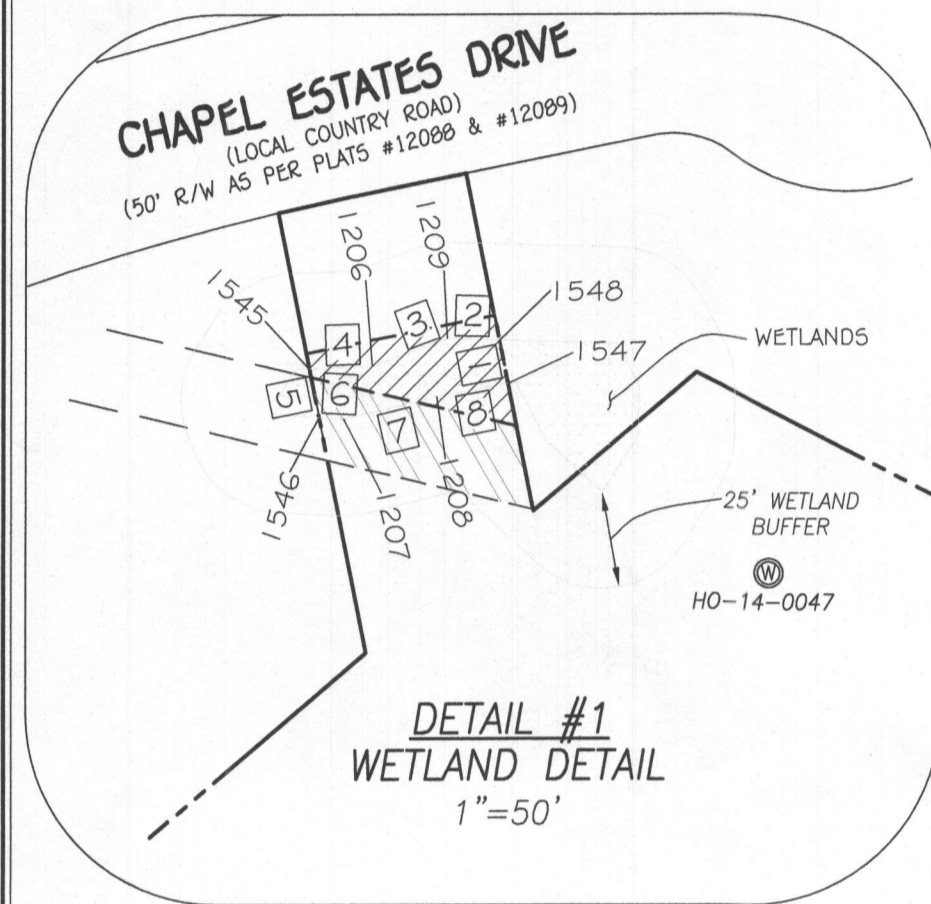 CHAPEL ESTATES DRIVE
(LOCAL COUNTRY ROAD)
(50' R/W AS PER PLATS #12088 & #12089)
1206
1209
1545
1548
1547
WETLANDS
4
3
2
1
5
6
7
8
1546
1207
1208
25' WETLAND
BUFFER
W
HO-14-0047
DETAIL #1
WETLAND DETAIL
1"=50'